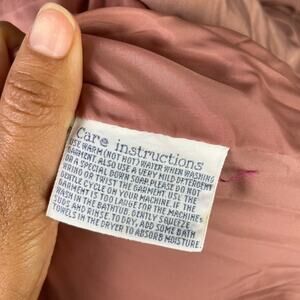 Care instructions
USE WARM (NOT HOT) WATER WHEN WASHING
GARMENT. ALSO USE A VERY MILD DETERGENT
OR A SPECIAL DOWN SOAP. PLEASE DO NOT
WRING OR TWIST THE GARMENT. USE THE
GENTLE CYCLE ON YOUR MACHINE OR IF THE
GARMENT IS TOO LARGE FOR THE MACHINE,
WASH IN THE BATHTUB. GENTLY SQUEEZE
SUDS AND RINSE. TO DRY, ADD SOME BATH
TOWELS IN THE DRYER TO ABSORB MOISTURE.